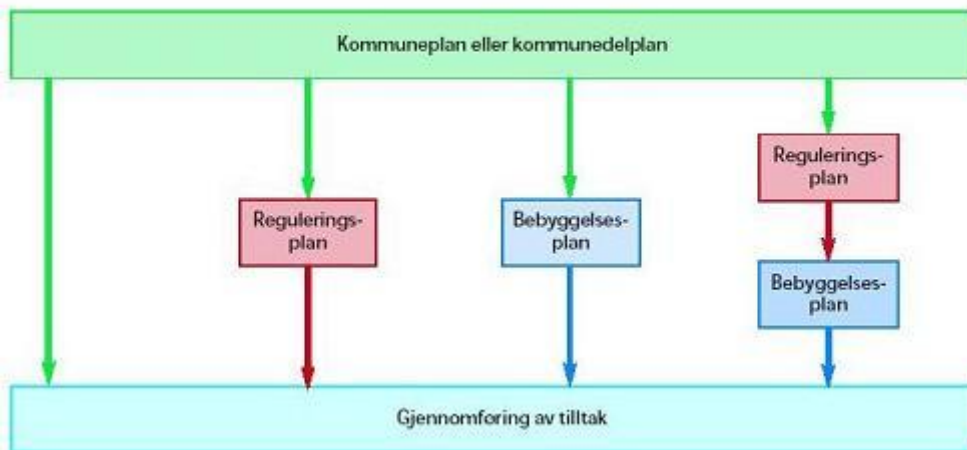 Kommuneplan eller kommunedelplan
Regulerings-
plan
Regulerings-
plan
Bebyggelses-
plan
Bebyggelses-
plan
Gjennomføring av tilltak